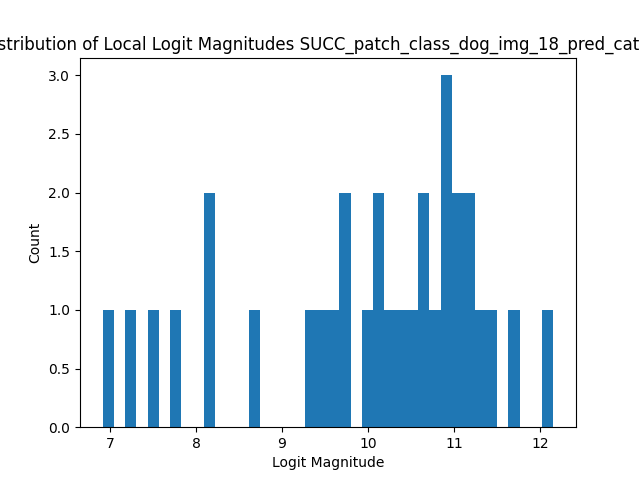 stribution of Local Logit Magnitudes SUCC_patch_class_dog_img_18_pred_cat
3.0
2.5
2.0
1.5
1.0
0.5
0.0
Count
7 8 9 10 11 12
Logit Magnitude